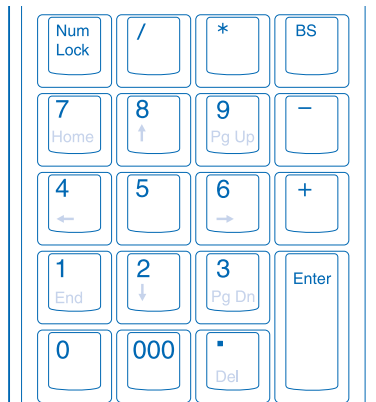 Num
Lock
/
*
BS
7
Home
8
↑
9
Pg Up
−
4
←
5
6
→
+
1
End
2
↓
3
Pg Dn
Enter
0
000
.
Del